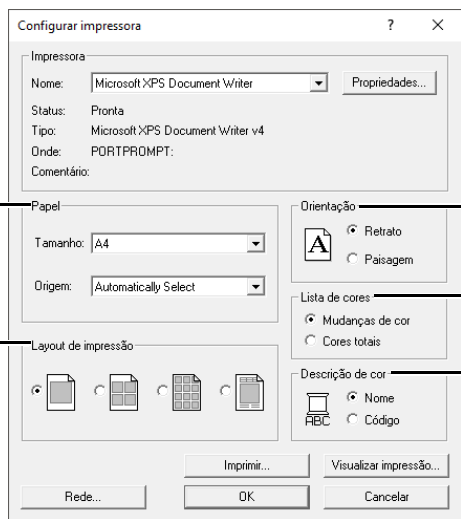 Configurar impressora
Impressora
Nome: Microsoft XPS Document Writer Propriedades...
Status: Pronta
Tipo: Microsoft XPS Document Writer v4
Onde: PORTPROMPT:
Comentário:
Papel
Tamanho: A4
Origem: Automatically Select
Orientação
A Retrato
Paisagem
Lista de cores
Mudanças de cor
Cores totais
Layout de impressão
Descrição de cor
ABC Nome
Código
Imprimir... Visualizar impressão...
Rede... OK Cancelar